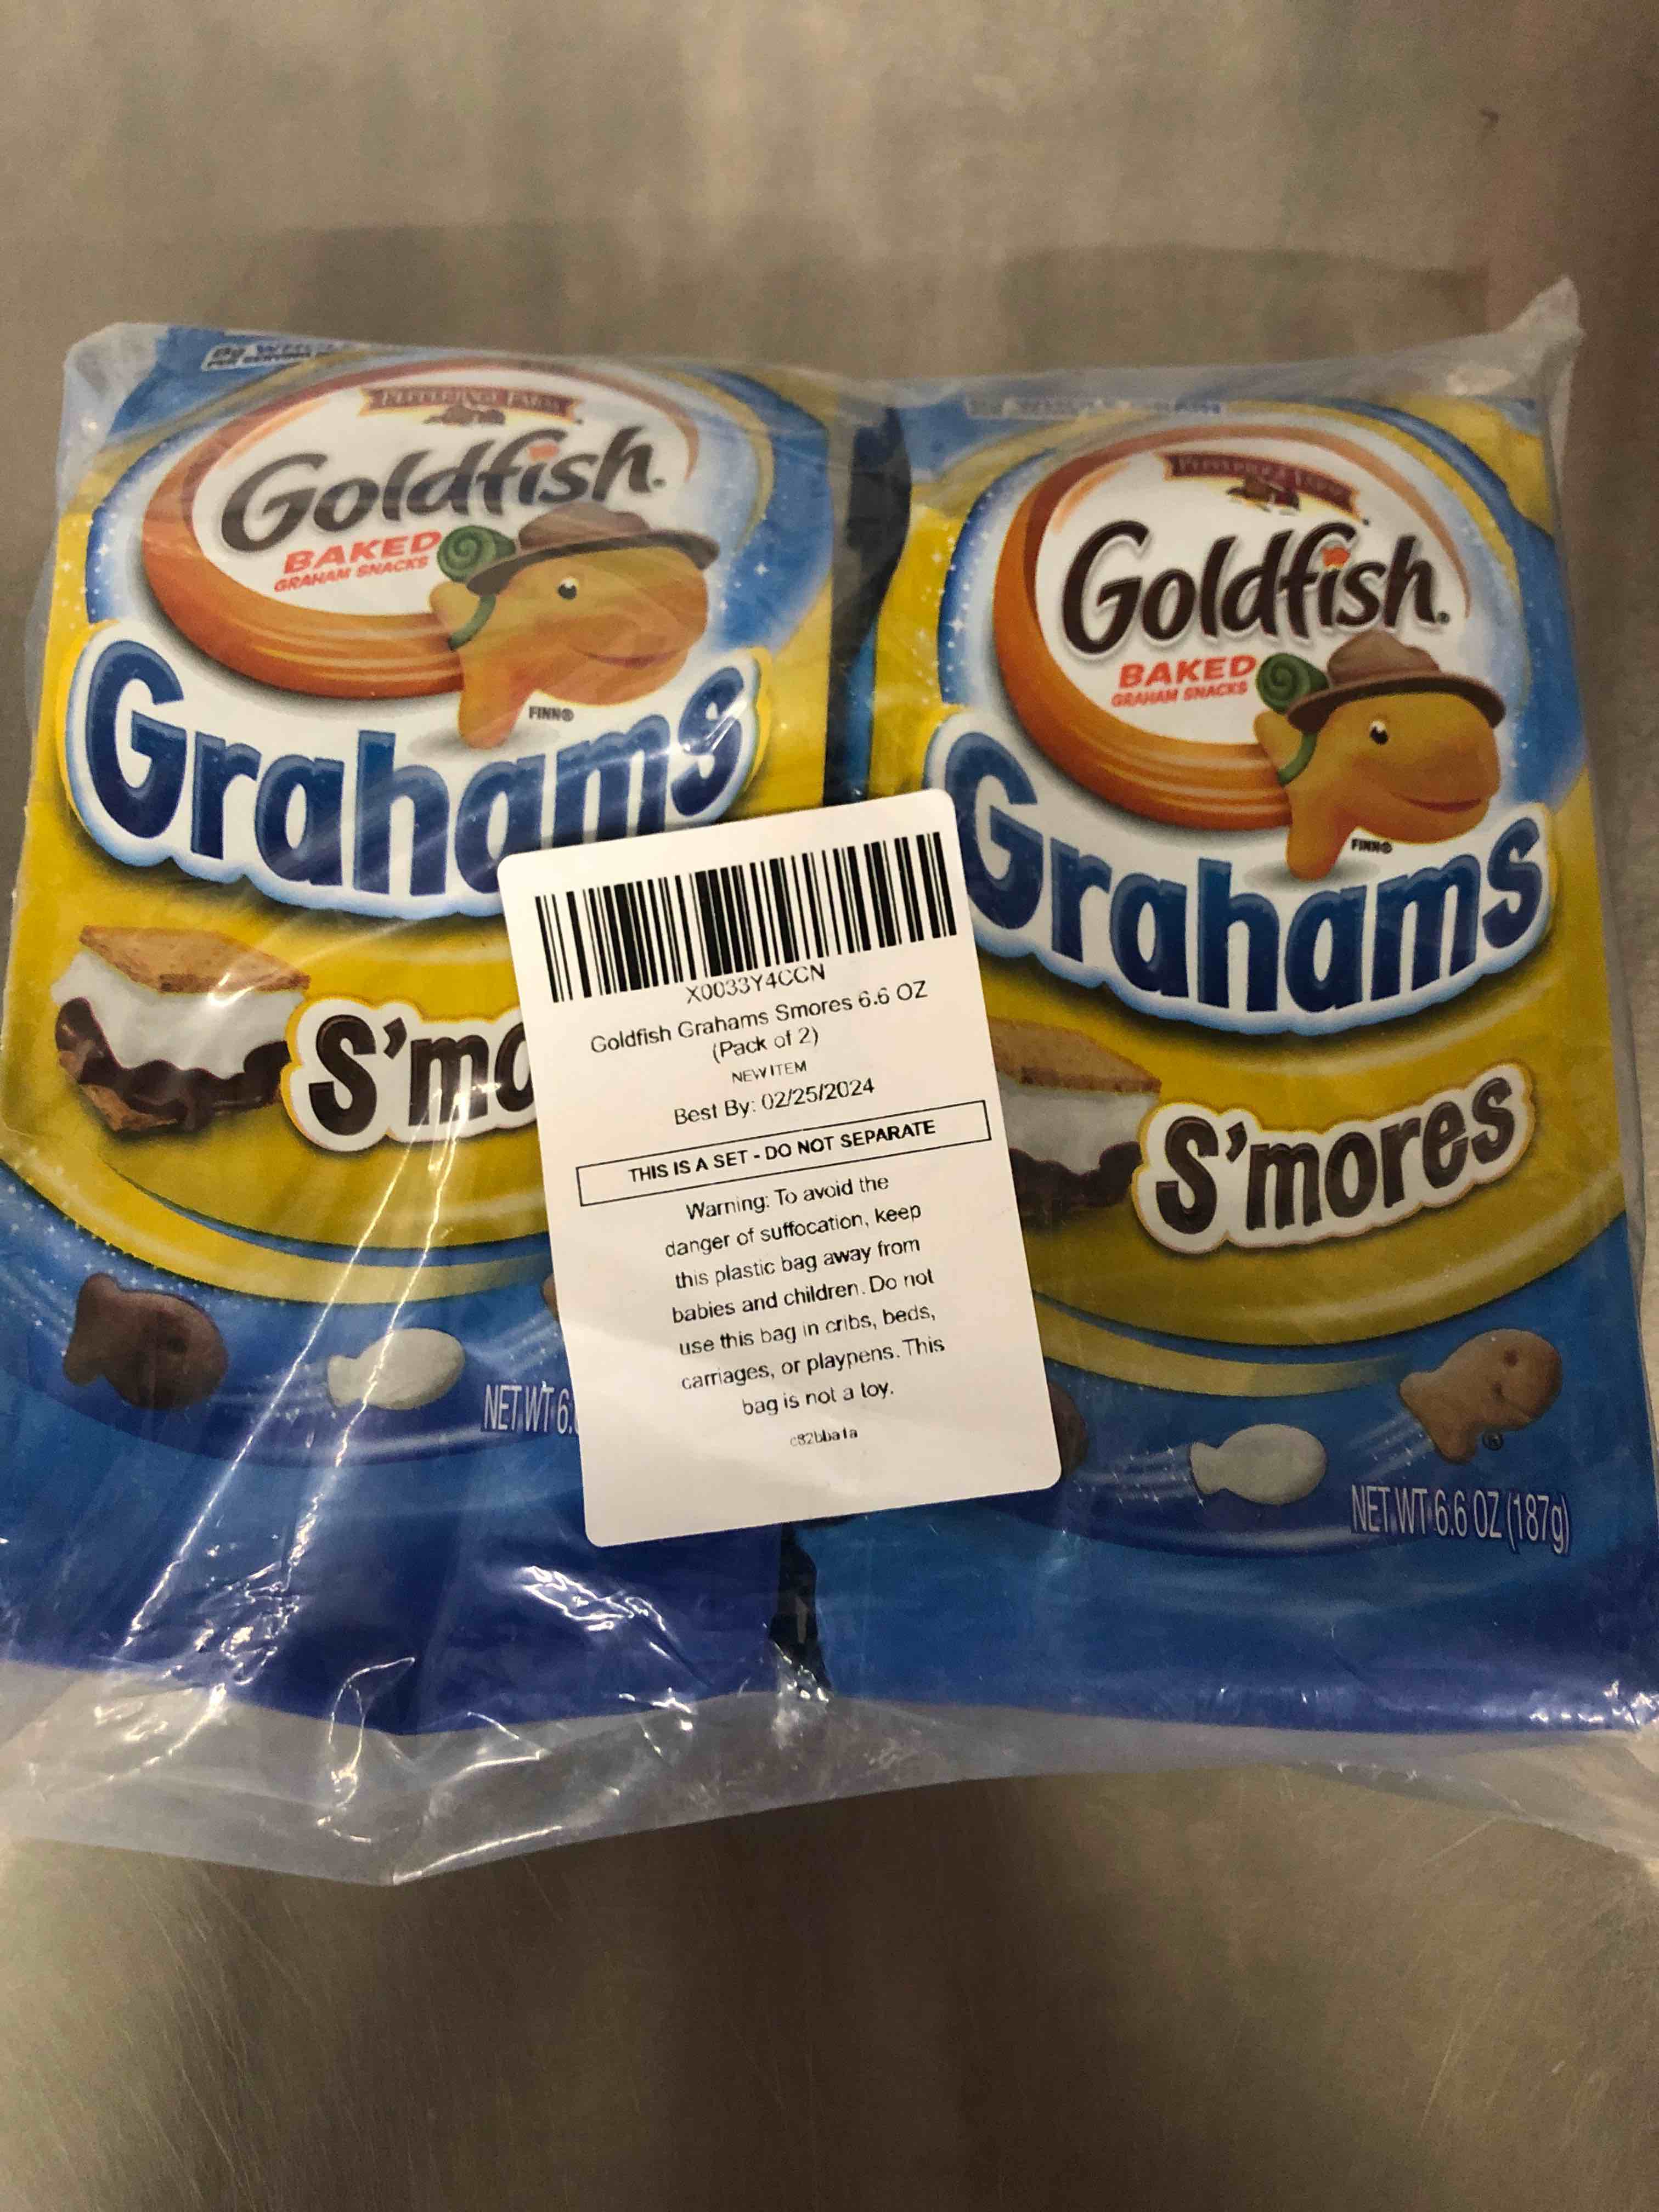 PEPPERIDGE FARM
Goldfish.
BAKED
GRAHAM SNACKS
FINN®
Grahams
S'mo
NET WT 6.
PEPPERIDGE FARM
Goldfish.
BAKED
GRAHAM SNACKS
FINN®
Grahams
S'mores
®
NET WT 6.6 OZ (187g)
X0033Y4CCN
Goldfish Grahams Smores 6.6 OZ
(Pack of 2)
NEW ITEM
Best By: 02/25/2024
THIS IS A SET - DO NOT SEPARATE
Warning: To avoid the
danger of suffocation, keep
this plastic bag away from
babies and children. Do not
use this bag in cribs, beds,
carriages, or playpens. This
bag is not a toy.
c82bba1a